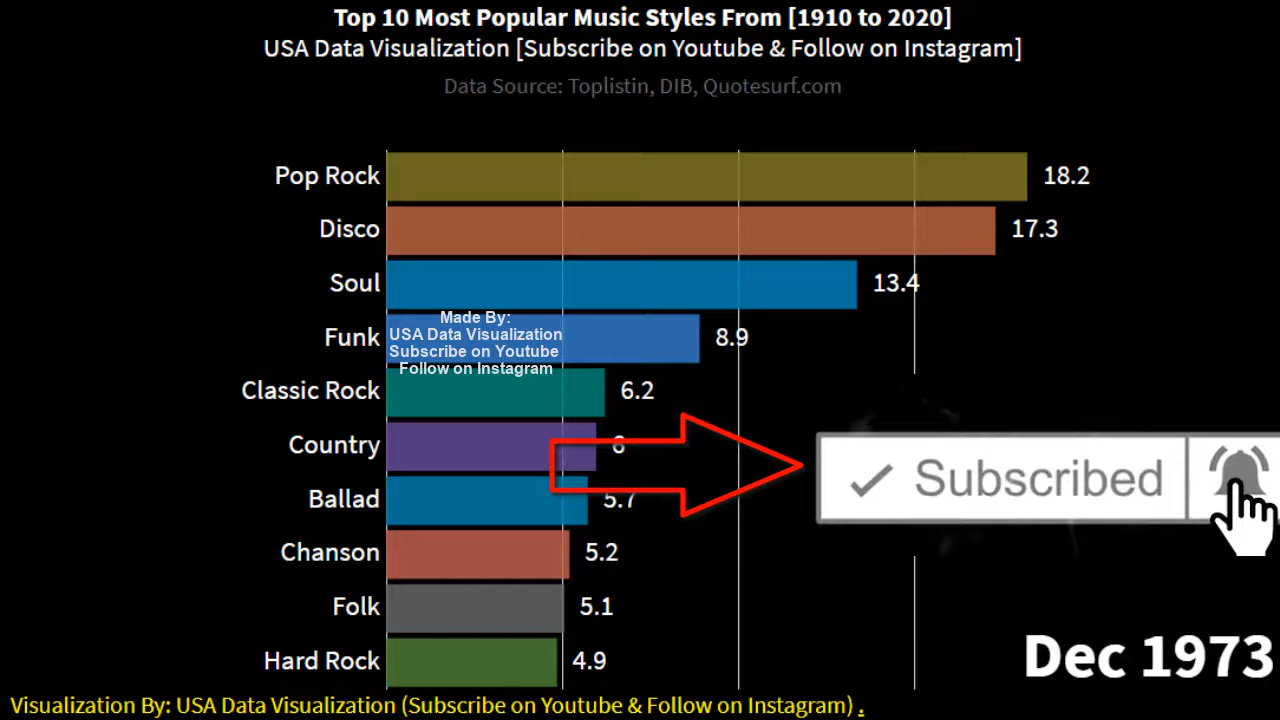 Top 10 Most Popular Music Styles From [1910 to 2020]
USA Data Visualization [Subscribe on Youtube & Follow on Instagram]
Data Source: Toplistin, DIB, Quotesurf.com
Pop Rock 18.2
Disco 17.3
Soul 13.4
Funk 8.9
Made By:
USA Data Visualization
Subscribe on Youtube
Follow on Instagram
Classic Rock 6.2
Country 6
Ballad 5.7
Subscribed
Chanson 5.2
Folk 5.1
Hard Rock 4.9
Dec 1973
Visualization By: USA Data Visualization (Subscribe on Youtube & Follow on Instagram) .